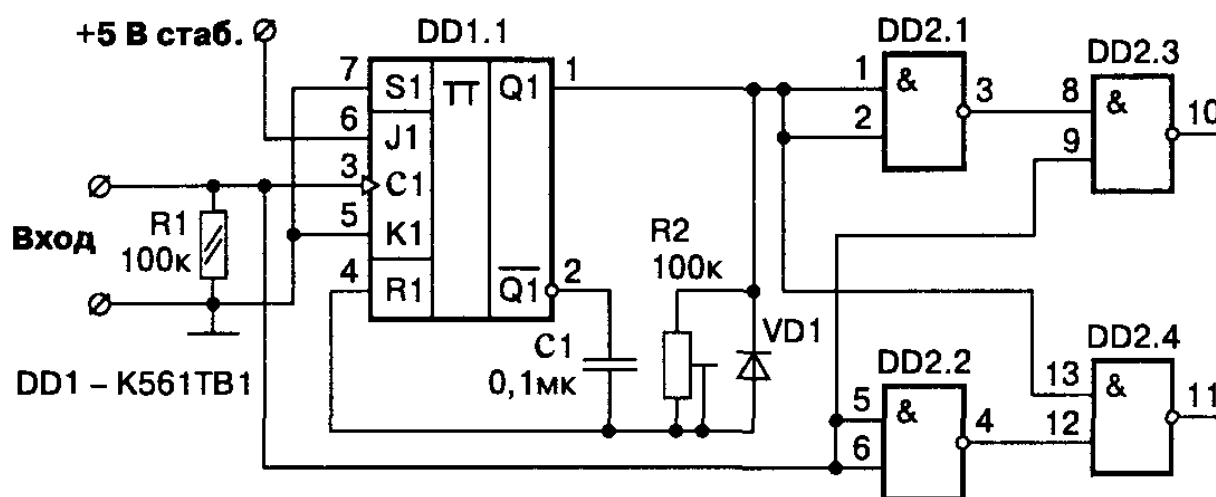 +5 В стаб.
DD1.1
DD2.1
DD2.3
7
S1
TT
Q1
1
1
&
3
8
&
10
6
J1
2
9
3
C1
Вход
R1
100к
5
K1
R2
100к
4
R1
Q1
2
VD1
DD2.4
C1
0,1мк
DD2.2
13
&
11
DD1 – К561ТВ1
5
&
4
12
6